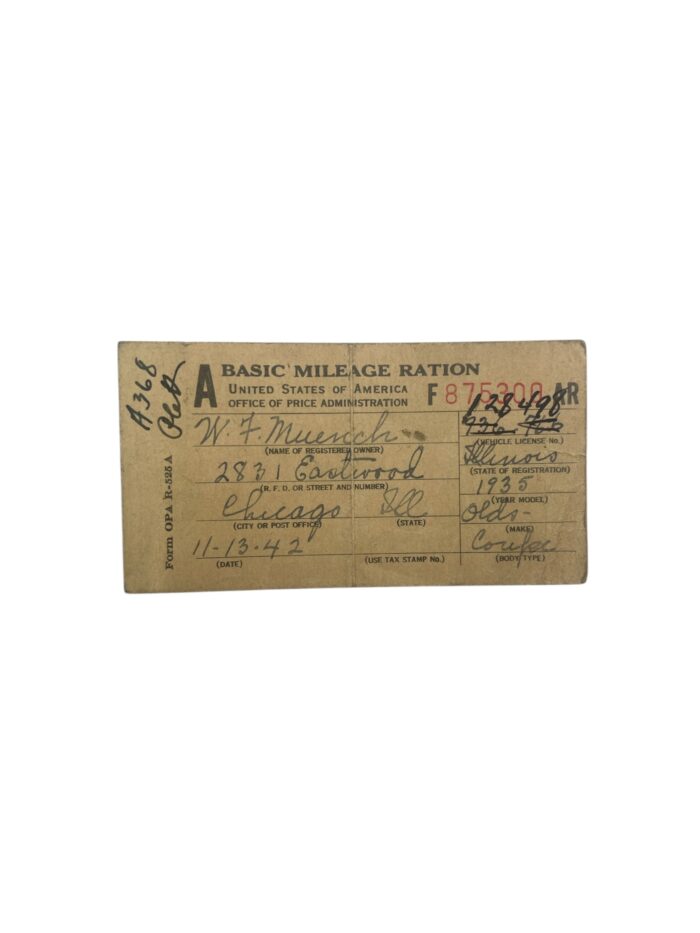 A368
BASIC MILEAGE RATION
A
UNITED STATES OF AMERICA
OFFICE OF PRICE ADMINISTRATION
F 875300 AR
128-498
W. F. Muench
(NAME OF REGISTERED OWNER)
(VEHICLE LICENSE No.)
2831 Eastwood
Illinois
(R. F. D. OR STREET AND NUMBER)
(STATE OF REGISTRATION)
1935
(YEAR MODEL)
Chicago Ill
(CITY OR POST OFFICE) (STATE)
Olds-
(MAKE)
11-13-42
Coupe
(DATE) (USE TAX STAMP No.)
(BODY TYPE)
Form OPA R-525 A